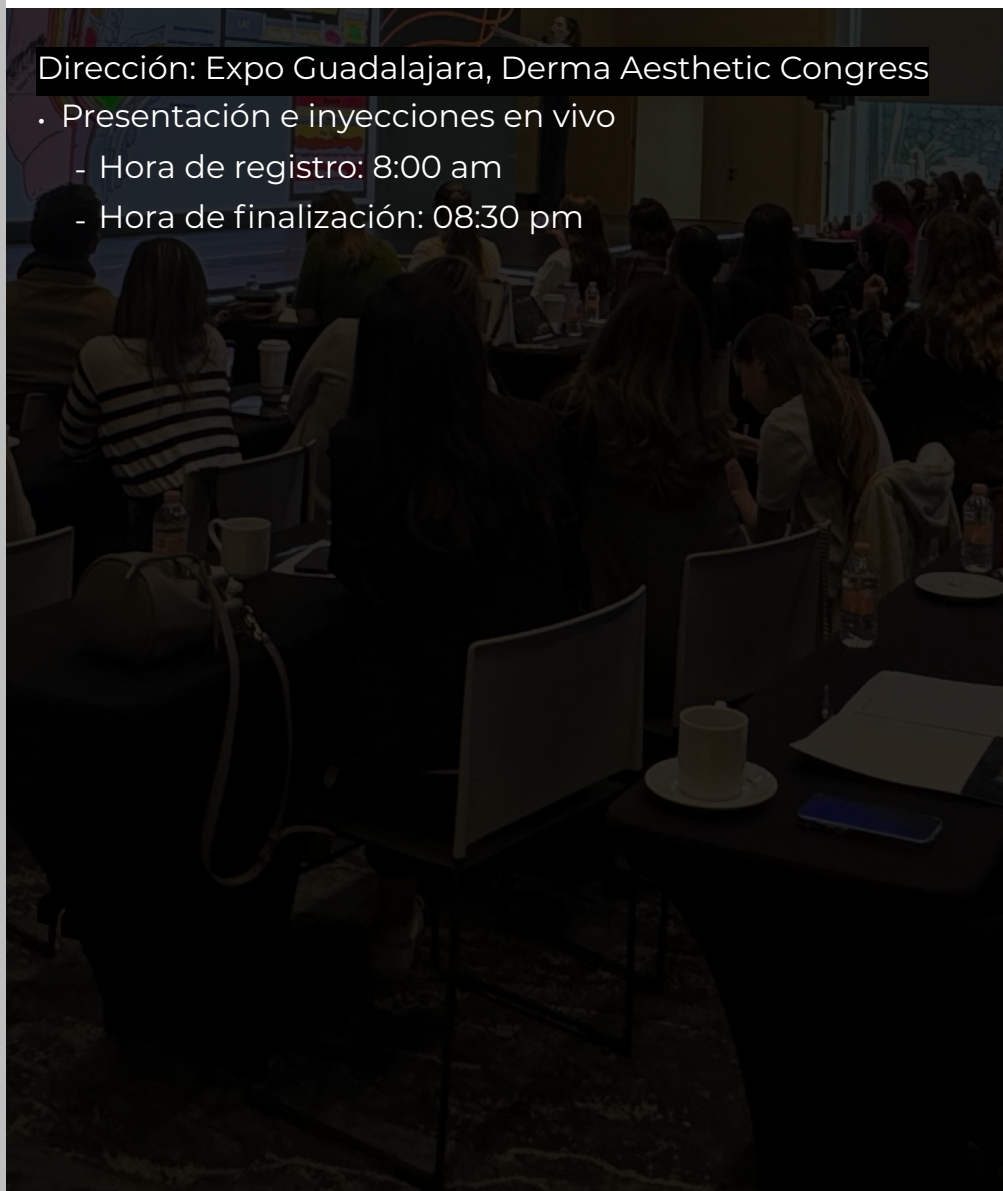 Dirección: Expo Guadalajara, Derma Aesthetic Congress
• Presentación e inyecciones en vivo
- Hora de registro: 8:00 am
- Hora de finalización: 08:30 pm